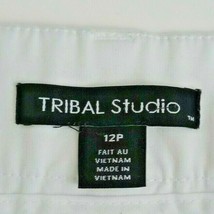 TRIBAL Studio ™
12P
FAIT AU
VIETNAM
MADE IN
VIETNAM